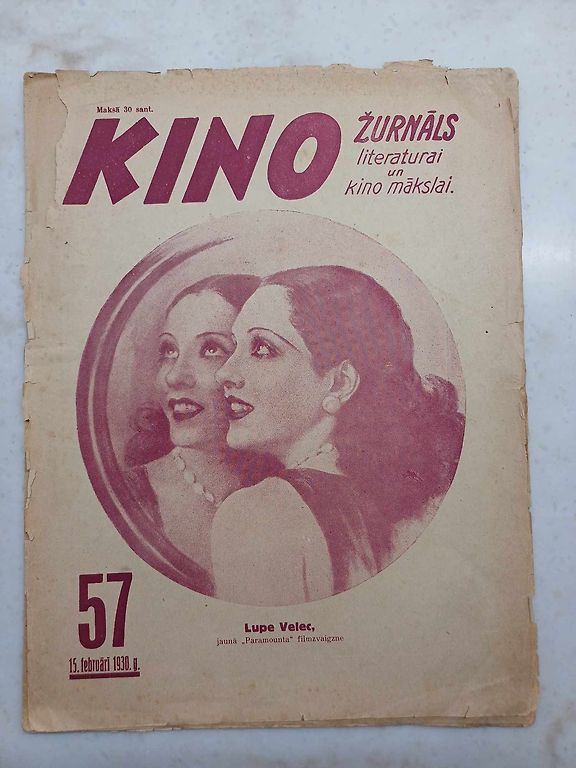 Maksā 30 sant.
KINO
ŽURNĀLS
literaturai
un
kino mākslai.
57
15. februārī 1930. g.
Lupe Velec,
jaunā „Paramounta" filmzvaigzne